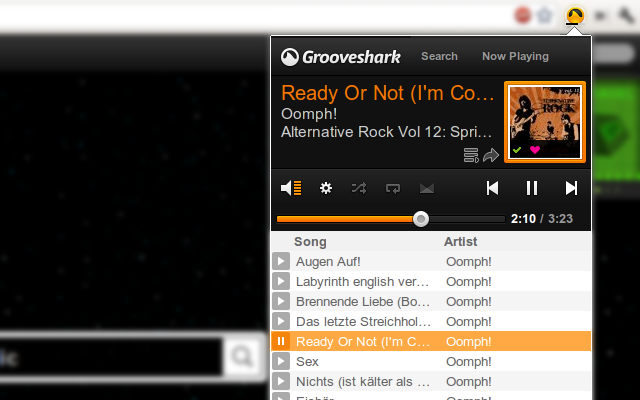 Grooveshark Search Now Playing
Ready Or Not (I'm Co…
Oomph!
Alternative Rock Vol 12: Spri…
ALTERNATIVE
ROCK
2:10 / 3:23
Song Artist
Augen Auf! Oomph!
Labyrinth english ver… Oomph!
Brennende Liebe (Bo… Oomph!
Das letzte Streichhol… Oomph!
Ready Or Not (I'm C… Oomph!
Sex Oomph!
Nichts (ist kälter als … Oomph!